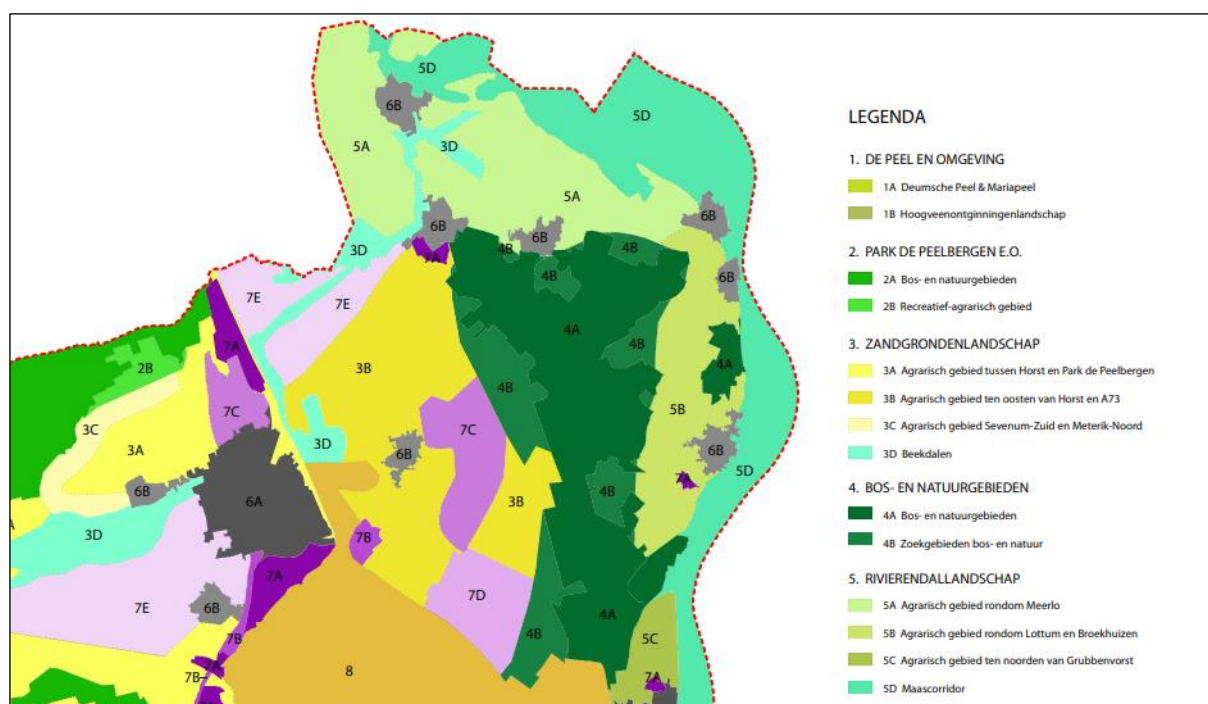 5D
6B
5A
3D
5A
6B
6B
6B
3D
7A
4B
4B
4B
6B
7E
7E
4A
7A
4B
4A
2B
3B
4B
7C
7C
5B
3C
3A
3D
6B
6B
5D
6B
6A
4B
7A
3B
A
3D
7B
7A
7D
7E
6B
4A
5C
7B
4B
7A
7B
8
7A
5D
LEGENDA
1. DE PEEL EN OMGEVING
1A Deurnsche Peel & Mariapeel
1B Hoogveenontginningenlandschap
2. PARK DE PEELBERGEN E.O.
2A Bos- en natuurgebieden
2B Recreatief-agrarisch gebied
3. ZANDGRONDENLANDSCHAP
3A Agrarisch gebied tussen Horst en Park de Peelbergen
3B Agrarisch gebied ten oosten van Horst en A73
3C Agrarisch gebied Sevenum-Zuid en Meterik-Noord
3D Beekdalen
4. BOS- EN NATUURGEBIEDEN
4A Bos- en natuurgebieden
4B Zoekgebieden bos- en natuur
5. RIVIERENDALLANDSCHAP
5A Agrarisch gebied rondom Meerlo
5B Agrarisch gebied rondom Lottum en Broekhuizen
5C Agrarisch gebied ten noorden van Grubbenvorst
5D Maascorridor